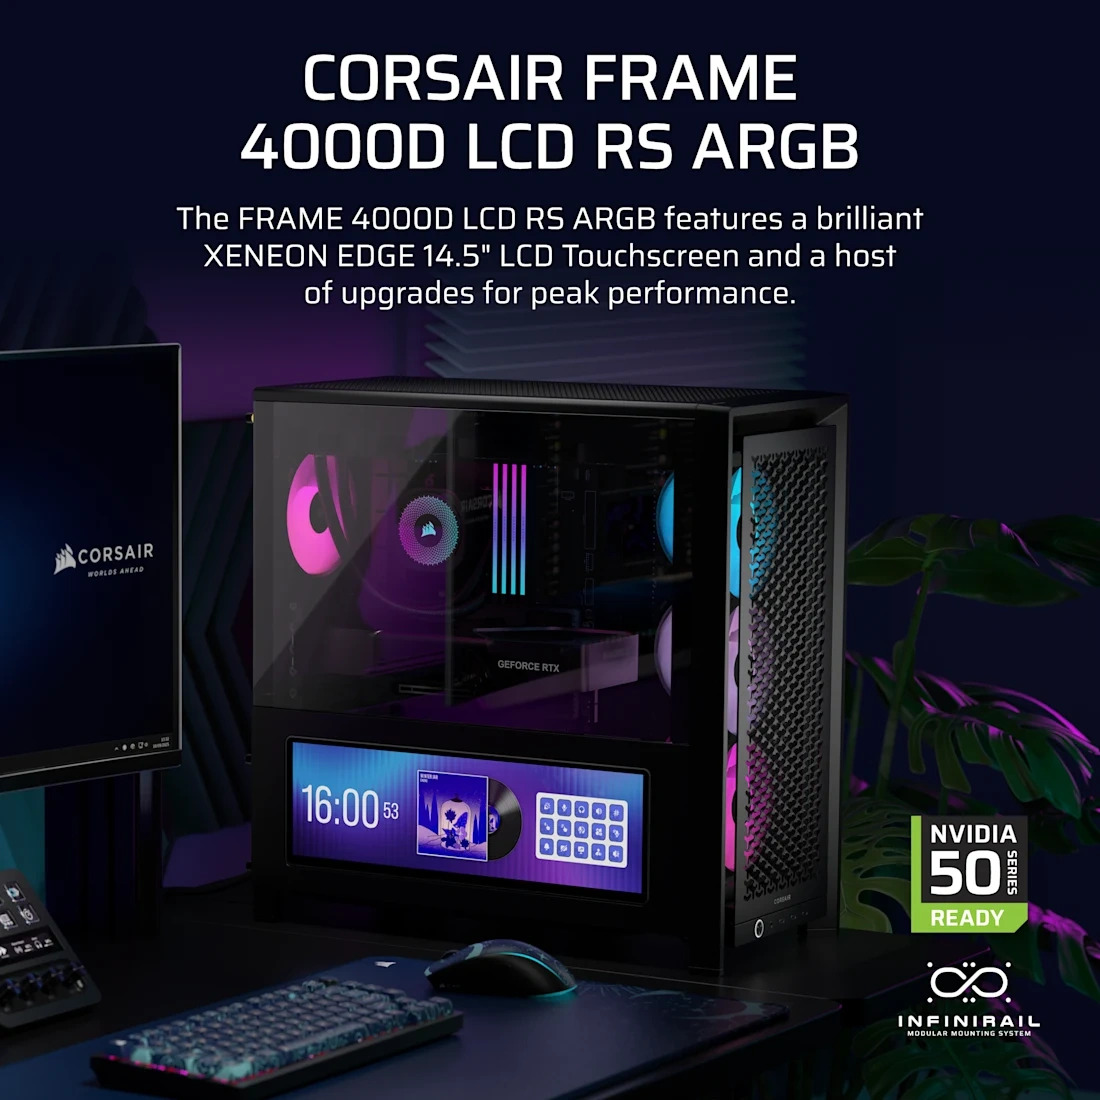 CORSAIR FRAME
4000D LCD RS ARGB
The FRAME 4000D LCD RS ARGB features a brilliant
XENEON EDGE 14.5" LCD Touchscreen and a host
of upgrades for peak performance.
CORSAIR
WORLDS AHEAD
GEFORCE RTX
16:00 53
CORSAIR
NVIDIA
50
SERIES
READY
INFINIRAIL
MODULAR MOUNTING SYSTEM